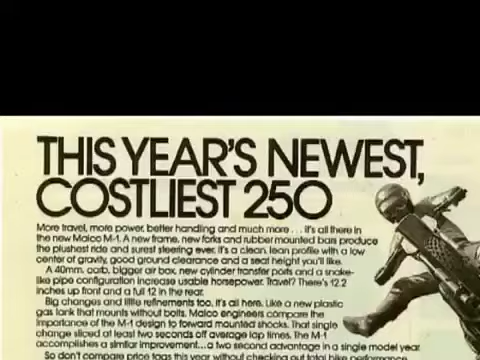 THIS YEAR'S NEWEST,
COSTLIEST 250
More travel, more power, better handling and much more . . . it's all there in
the new Maico M-1. A new frame, new forks and rubber mounted bars produce
the plushest ride and surest steering ever. It's a clean, lean profile with a low
center of gravity, good ground clearance and a seat height you'll like.
A 40mm. carb, bigger air box, new cylinder transfer ports and a snake-
like pipe configuration increase usable horsepower. Travel? There's 12.2
inches up front and a full 12 in the rear.
Big changes and little refinements too, it's all here. Like a new plastic
gas tank that mounts without bolts. Maico engineers compare the
importance of the M-1 design to forward mounted shocks. That single
change sliced at least two seconds off average lap times. The M-1
accomplishes a similar improvement...a two second advantage in a single model year.
So don't compare price tags this year without checking out total bike performance.